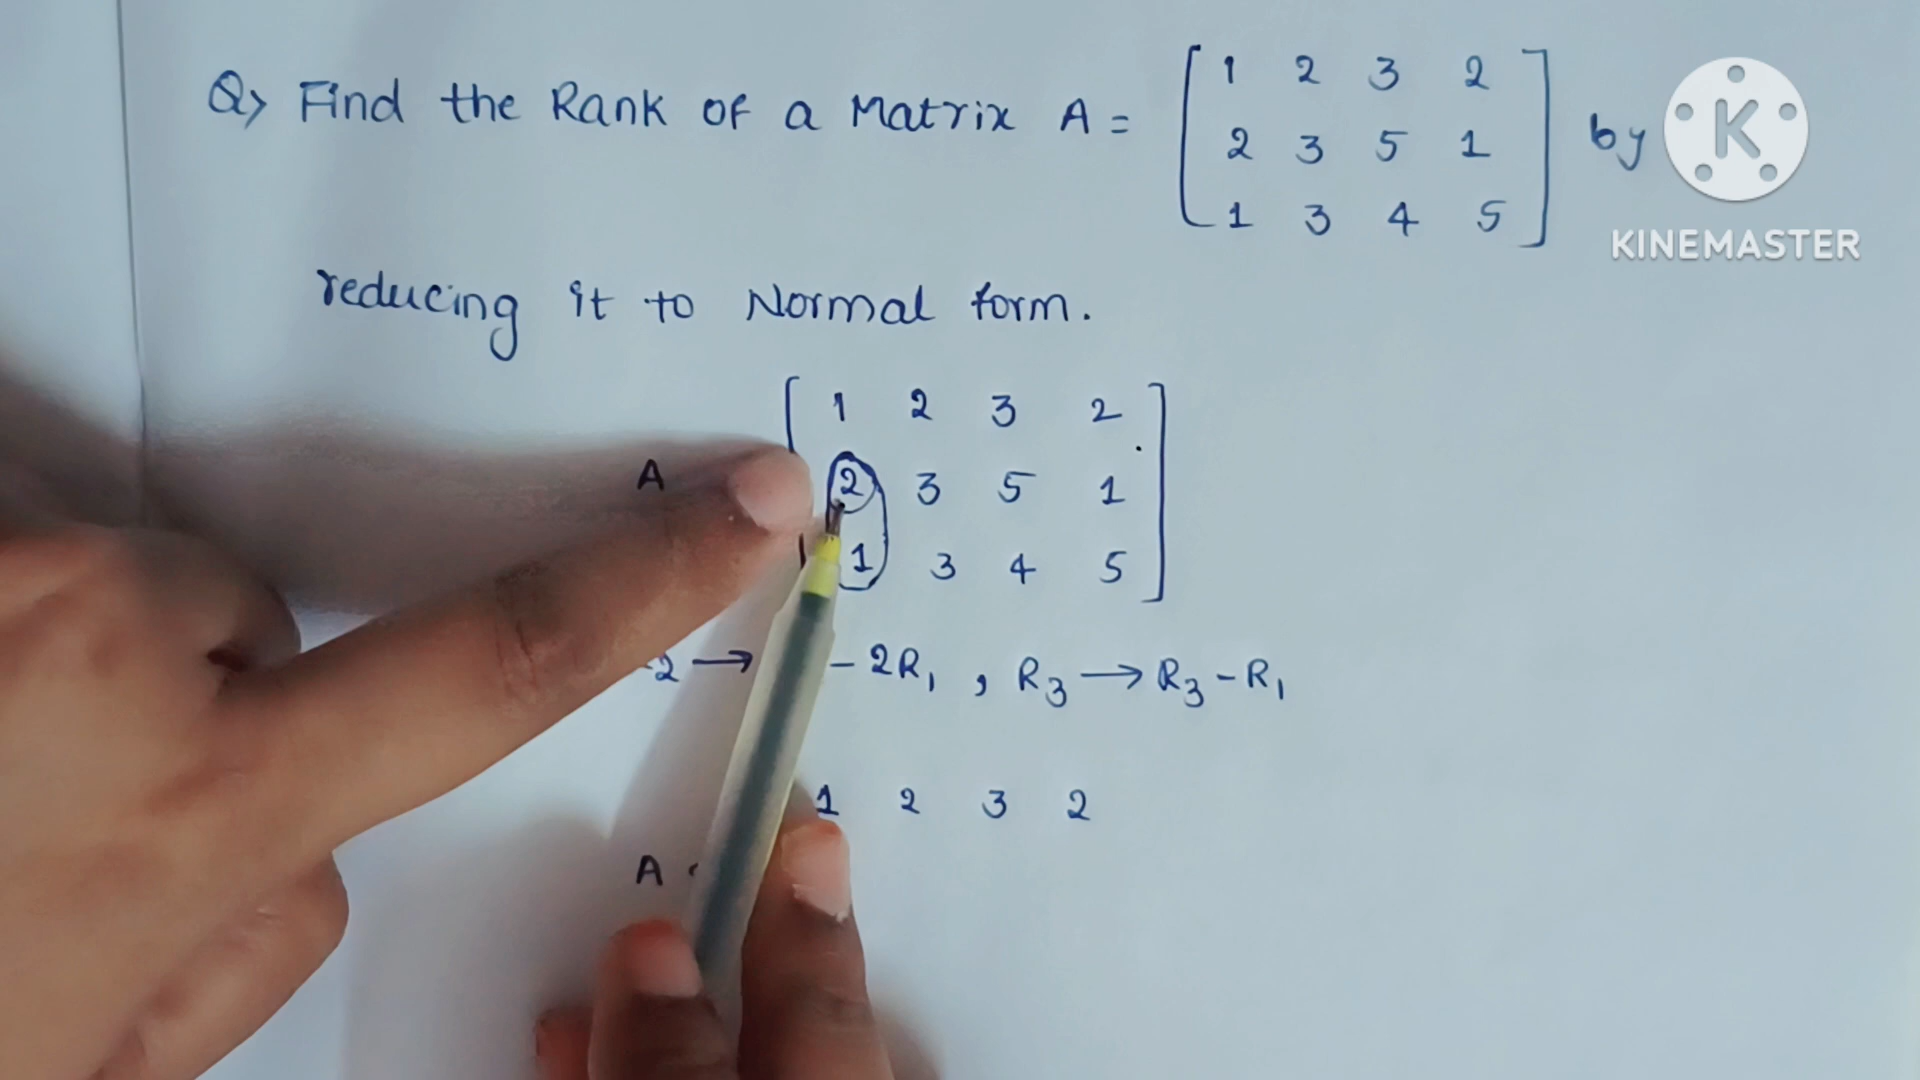 Q> Find the Rank of a Matrix A = [ 1 2 3 2 ] by
2 3 5 1
1 3 4 5
KINEMASTER
reducing it to Normal form.
1 2 3 2
A 2 3 5 1
1 3 4 5
2 → - 2R₁ , R₃ → R₃ - R₁
1 2 3 2
A